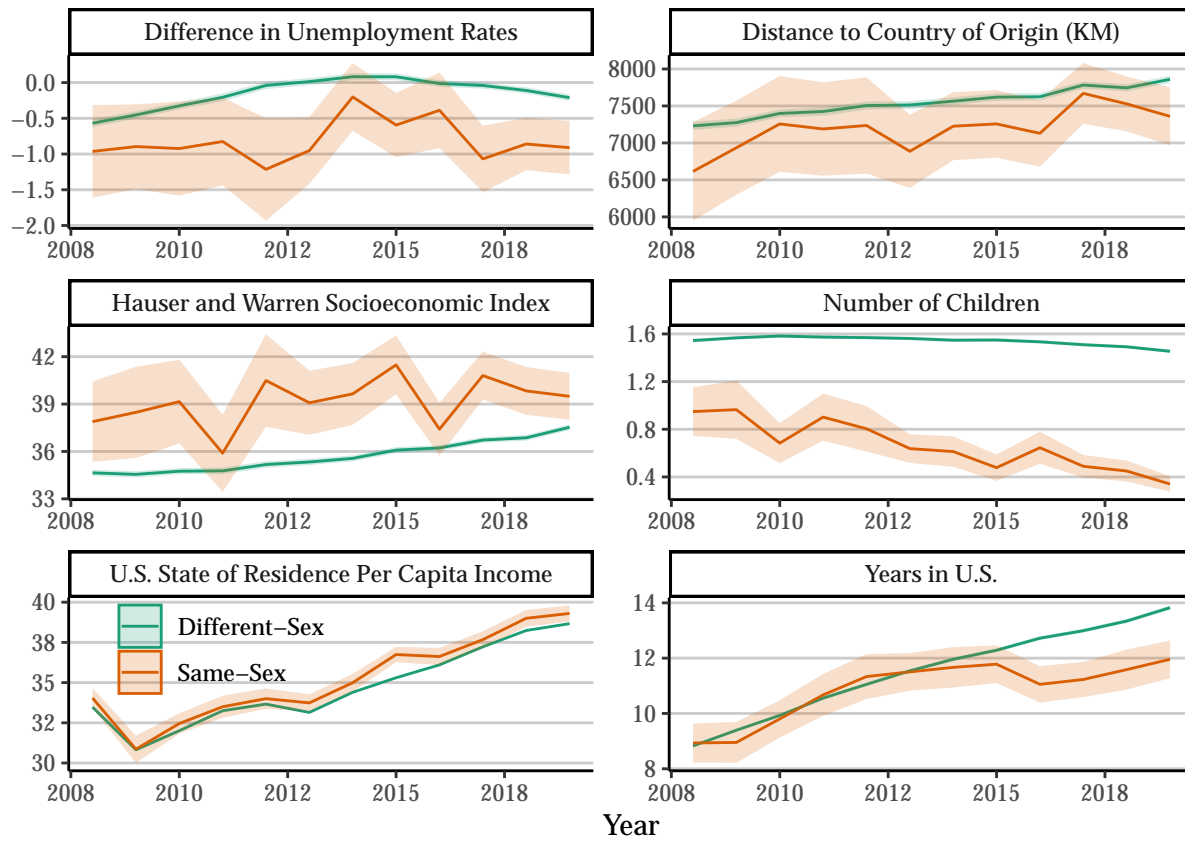 Difference in Unemployment Rates
0.0
−0.5
−1.0
−1.5
−2.0
2008 2010 2012 2015 2018
Distance to Country of Origin (KM)
8000
7500
7000
6500
6000
2008 2010 2012 2015 2018
Hauser and Warren Socioeconomic Index
42
39
36
33
2008 2010 2012 2015 2018
Number of Children
1.6
1.2
0.8
0.4
2008 2010 2012 2015 2018
U.S. State of Residence Per Capita Income
40
38
35
32
30
Different−Sex
Same−Sex
2008 2010 2012 2015 2018
Years in U.S.
14
12
10
8
2008 2010 2012 2015 2018
Year